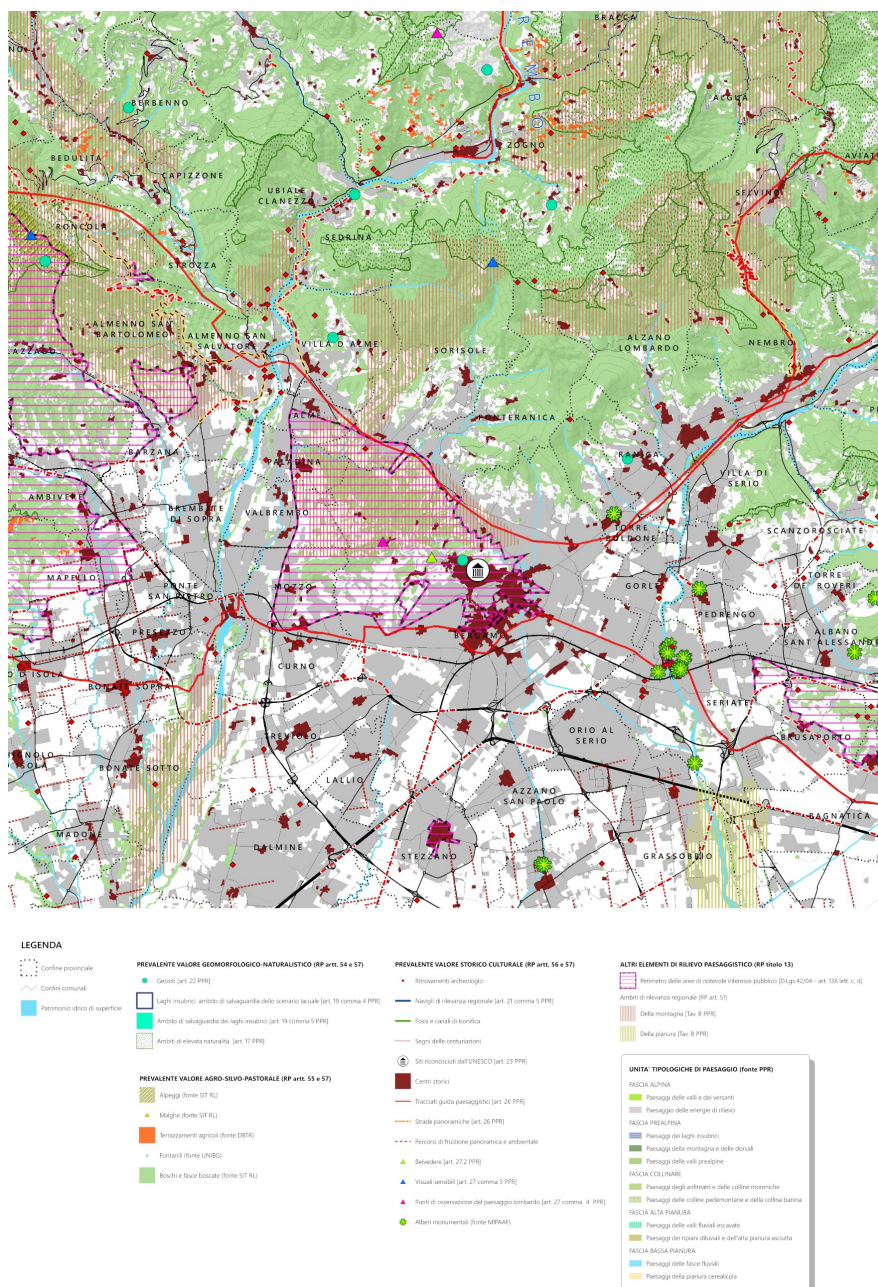 BRACCA
BERBENNO
ALGUA
ZOGNO
BEDULITA
AVIAT
CAPIZZONE
UBIALE
CLANEZZO
SELVINO
RONCOLA
SEDRINA
STROZZA
ALMENNO SAN
BARTOLOMEO
ALMENNO SAN
SALVATORE
VILLA D'ALMÈ
SORISOLE
ALZANO
LOMBARDO
NEMBRO
ALMÈ
PONTERANICA
BARZANA
PALADINA
RANICA
VILLA DI
SERIO
AMBIVERE
BREMBATE
DI SOPRA
VALBREMBO
TORRE
BOLDONE
SCANZOROSCIATE
MAPELLO
PONTE
SAN PIETRO
MOZZO
GORLE
TORRE
DE' ROVERI
PEDRENGO
PRESEZZO
BERGAMO
ALBANO
SANT'ALESSAND
CURNO
O D'ISOLA
BONATE SOPRA
SERIATE
TREVIOLO
ORIO AL
SERIO
BRUSAPORTO
BONATE SOTTO
LALLIO
AZZANO
SAN PAOLO
BAGNATICA
MADONE
DALMINE
STEZZANO
GRASSOBBIO
LEGENDA
Confine provinciale
Confini comunali
Patrimonio idrico di superficie
PREVALENTE VALORE GEOMORFOLOGICO-NATURALISTICO (RP artt. 54 e 57)
Geositi [art. 22 PPR]
Laghi insubrici. ambito di salvaguardia dello scenario lacuale [art. 19 comma 4 PPR]
Ambito di salvaguardia dei laghi insubrici [art. 19 comma 5 PPR]
Ambiti di elevata naturalità [art. 17 PPR]
PREVALENTE VALORE AGRO-SILVO-PASTORALE (RP artt. 55 e 57)
Alpeggi (fonte SIT RL)
Malghe (fonte SIT RL)
Terrazzamenti agricoli (fonte DBTR)
Fontanili (fonte UNIBG)
Boschi e fasce boscate (fonte SIT RL)
PREVALENTE VALORE STORICO CULTURALE (RP artt. 56 e 57)
Ritrovamenti archeologici
Navigli di rilevanza regionale [art. 21 comma 5 PPR]
Fossi e canali di bonifica
Segni delle centuriazioni
Siti riconosciuti dall'UNESCO [art. 23 PPR]
Centri storici
Tracciati guida paesaggistici [art. 26 PPR]
Strade panoramiche [art. 26 PPR]
Percorsi di fruizione panoramica e ambientale
Belvedere [art. 27.2 PPR]
Visuali sensibili [art. 27 comma 3 PPR]
Punti di osservazione del paesaggio lombardo [art. 27 comma 4 PPR]
Alberi monumentali (fonte MIPAAF)
ALTRI ELEMENTI DI RILIEVO PAESAGGISTICO (RP titolo 13)
Perimetro delle aree di notevole interesse pubblico [D.Lgs.42/04 - art. 136 lett. c, d]
Ambiti di rilevanza regionale (RP art. 51)
Della montagna [Tav. B PPR]
Della pianura [Tav. B PPR]
UNITA' TIPOLOGICHE DI PAESAGGIO (fonte PPR)
FASCIA ALPINA
Paesaggi delle valli e dei versanti
Paesaggio delle energie di rilievo
FASCIA PREALPINA
Paesaggi dei laghi insubrici
Paesaggi della montagna e delle dorsali
Paesaggi delle valli prealpine
FASCIA COLLINARE
Paesaggi degli anfiteatri e delle colline moreniche
Paesaggi delle colline pedemontane e della collina banina
FASCIA ALTA PIANURA
Paesaggi delle valli fluviali escavate
Paesaggi dei ripiani diluviali e dell'alta pianura asciutta
FASCIA BASSA PIANURA
Paesaggi delle fasce fluviali
Paesaggi della pianura cerealicola